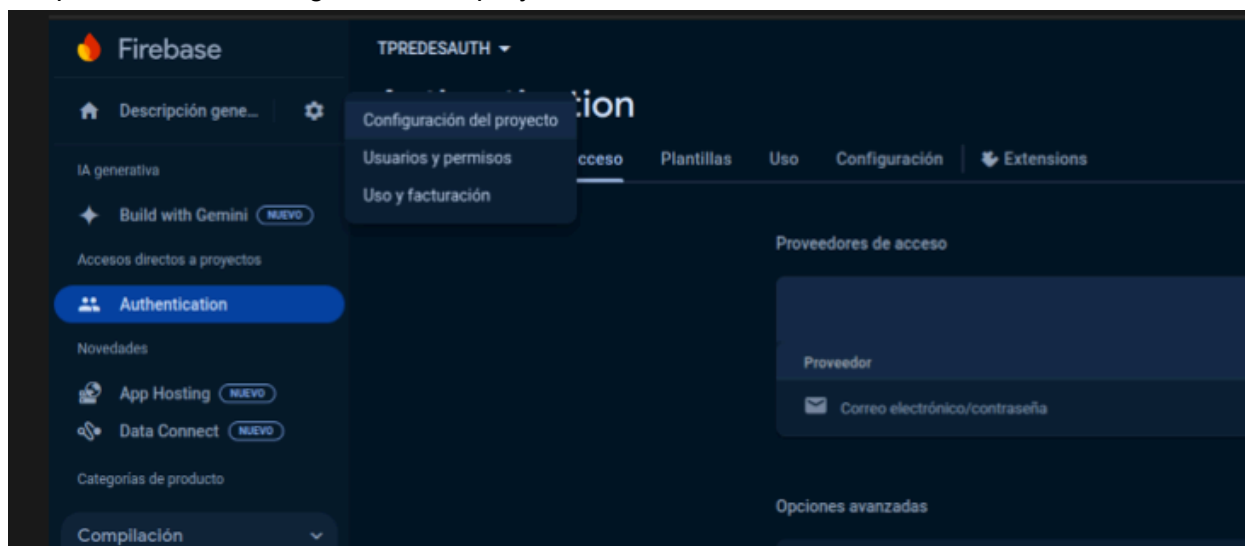 Firebase
TPREDESAUTH
Descripción gene...
Configuración del proyecto
Usuarios y permisos
Uso y facturación
Plantillas
Uso
Configuración
Extensions
IA generativa
Build with Gemini NUEVO
Accesos directos a proyectos
Authentication
Novedades
App Hosting NUEVO
Data Connect NUEVO
Categorías de producto
Compilación
Proveedores de acceso
Proveedor
Correo electrónico/contraseña
Opciones avanzadas